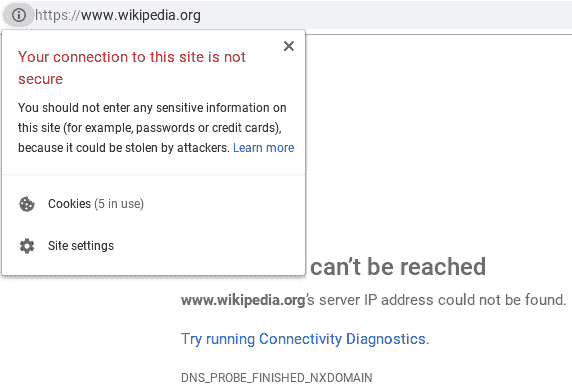 https://www.wikipedia.org
Your connection to this site is not
secure
You should not enter any sensitive information on
this site (for example, passwords or credit cards),
because it could be stolen by attackers. Learn more
Cookies (5 in use)
Site settings
can’t be reached
www.wikipedia.org’s server IP address could not be found.
Try running Connectivity Diagnostics.
DNS_PROBE_FINISHED_NXDOMAIN